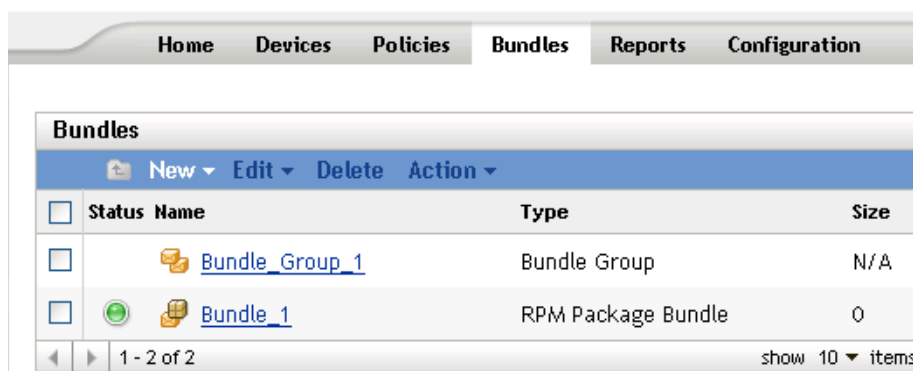 Home Devices Policies Bundles Reports Configuration
Bundles
New Edit Delete Action
Status Name Type Size
Bundle_Group_1 Bundle Group N/A
Bundle_1 RPM Package Bundle 0
1 - 2 of 2 show 10 items